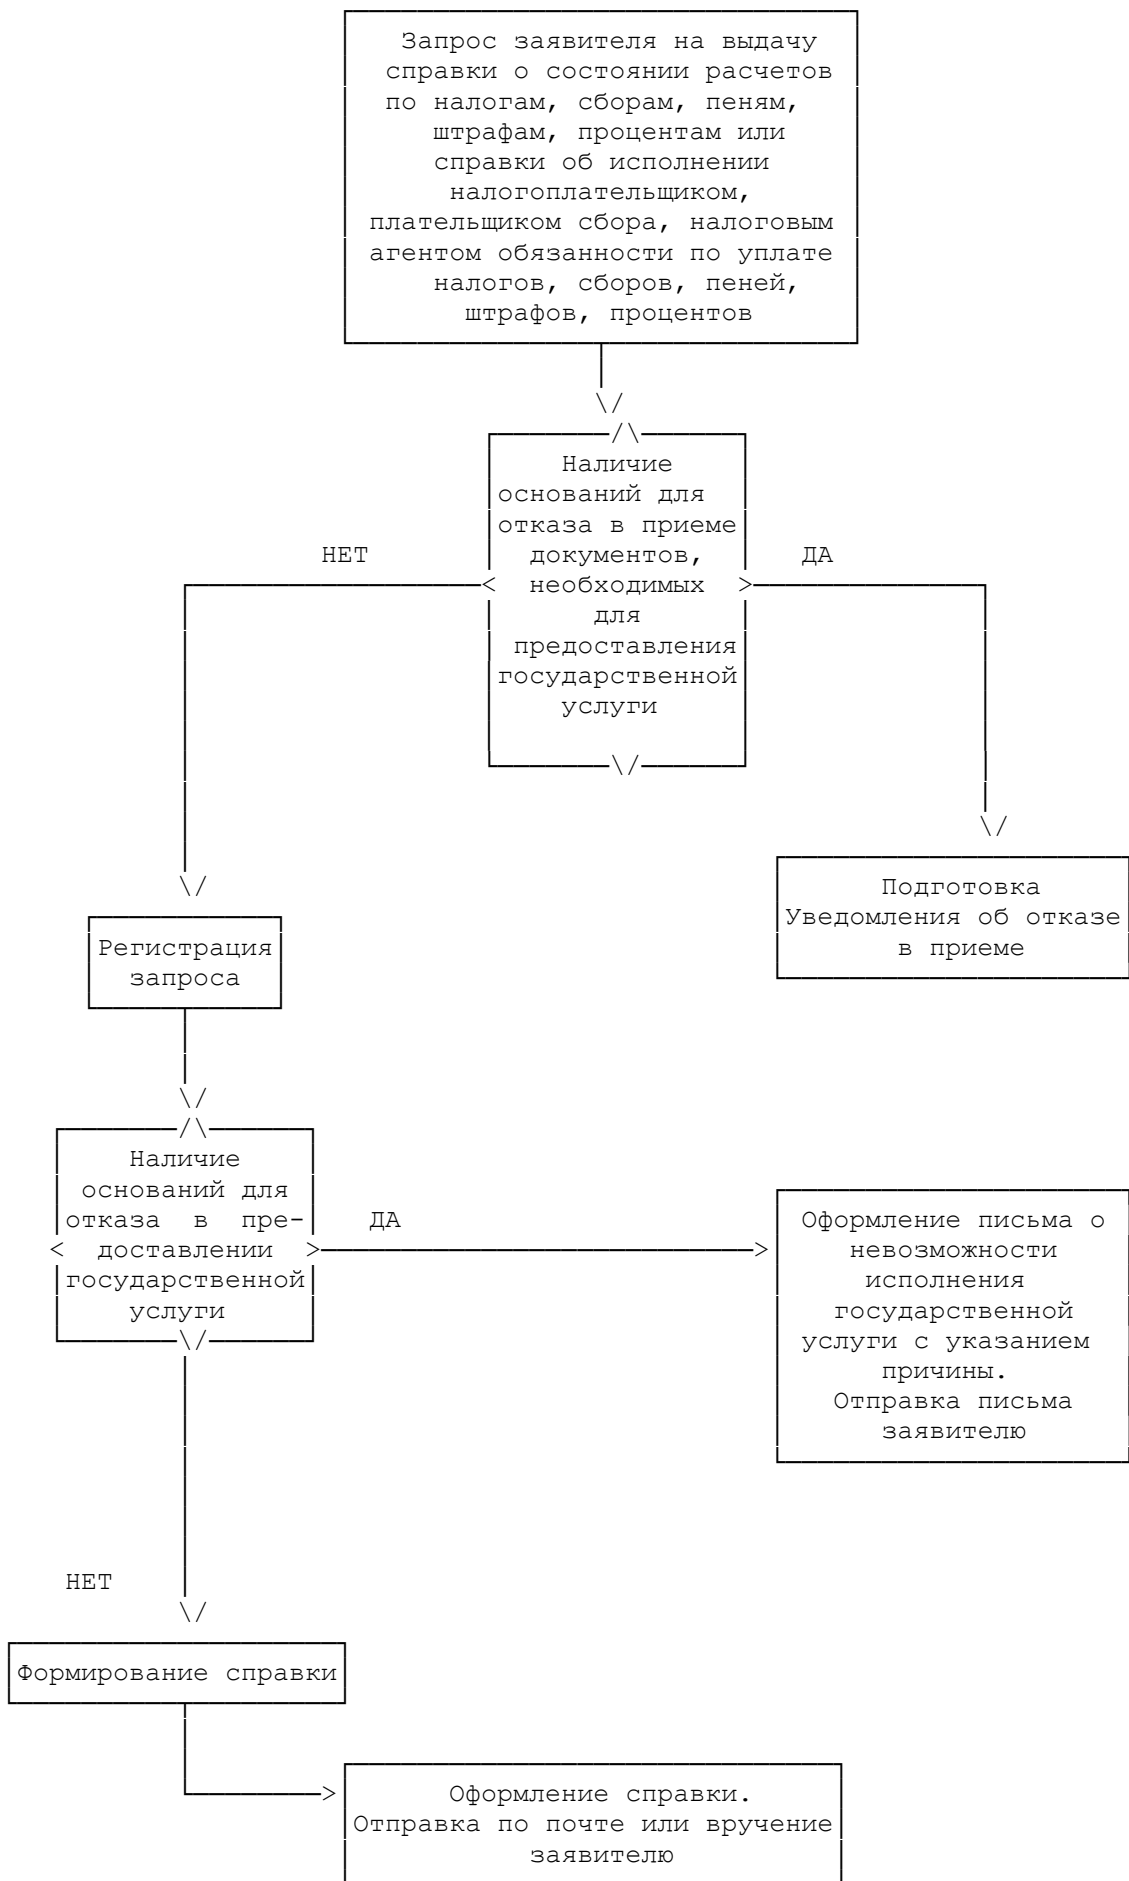 Запрос заявителя на выдачу
справки о состоянии расчетов
по налогам, сборам, пеням,
штрафам, процентам или
справки об исполнении
налогоплательщиком,
плательщиком сбора, налоговым
агентом обязанности по уплате
налогов, сборов, пеней,
штрафов, процентов
Наличие
оснований для
отказа в приеме
документов,
необходимых
для
предоставления
государственной
услуги
НЕТ
ДА
Подготовка
Уведомления об отказе
в приеме
Регистрация
запроса
Наличие
оснований для
отказа в пре-
доставлении
государственной
услуги
ДА
Оформление письма о
невозможности
исполнения
государственной
услуги с указанием
причины.
Отправка письма
заявителю
НЕТ
Формирование справки
Оформление справки.
Отправка по почте или вручение
заявителю